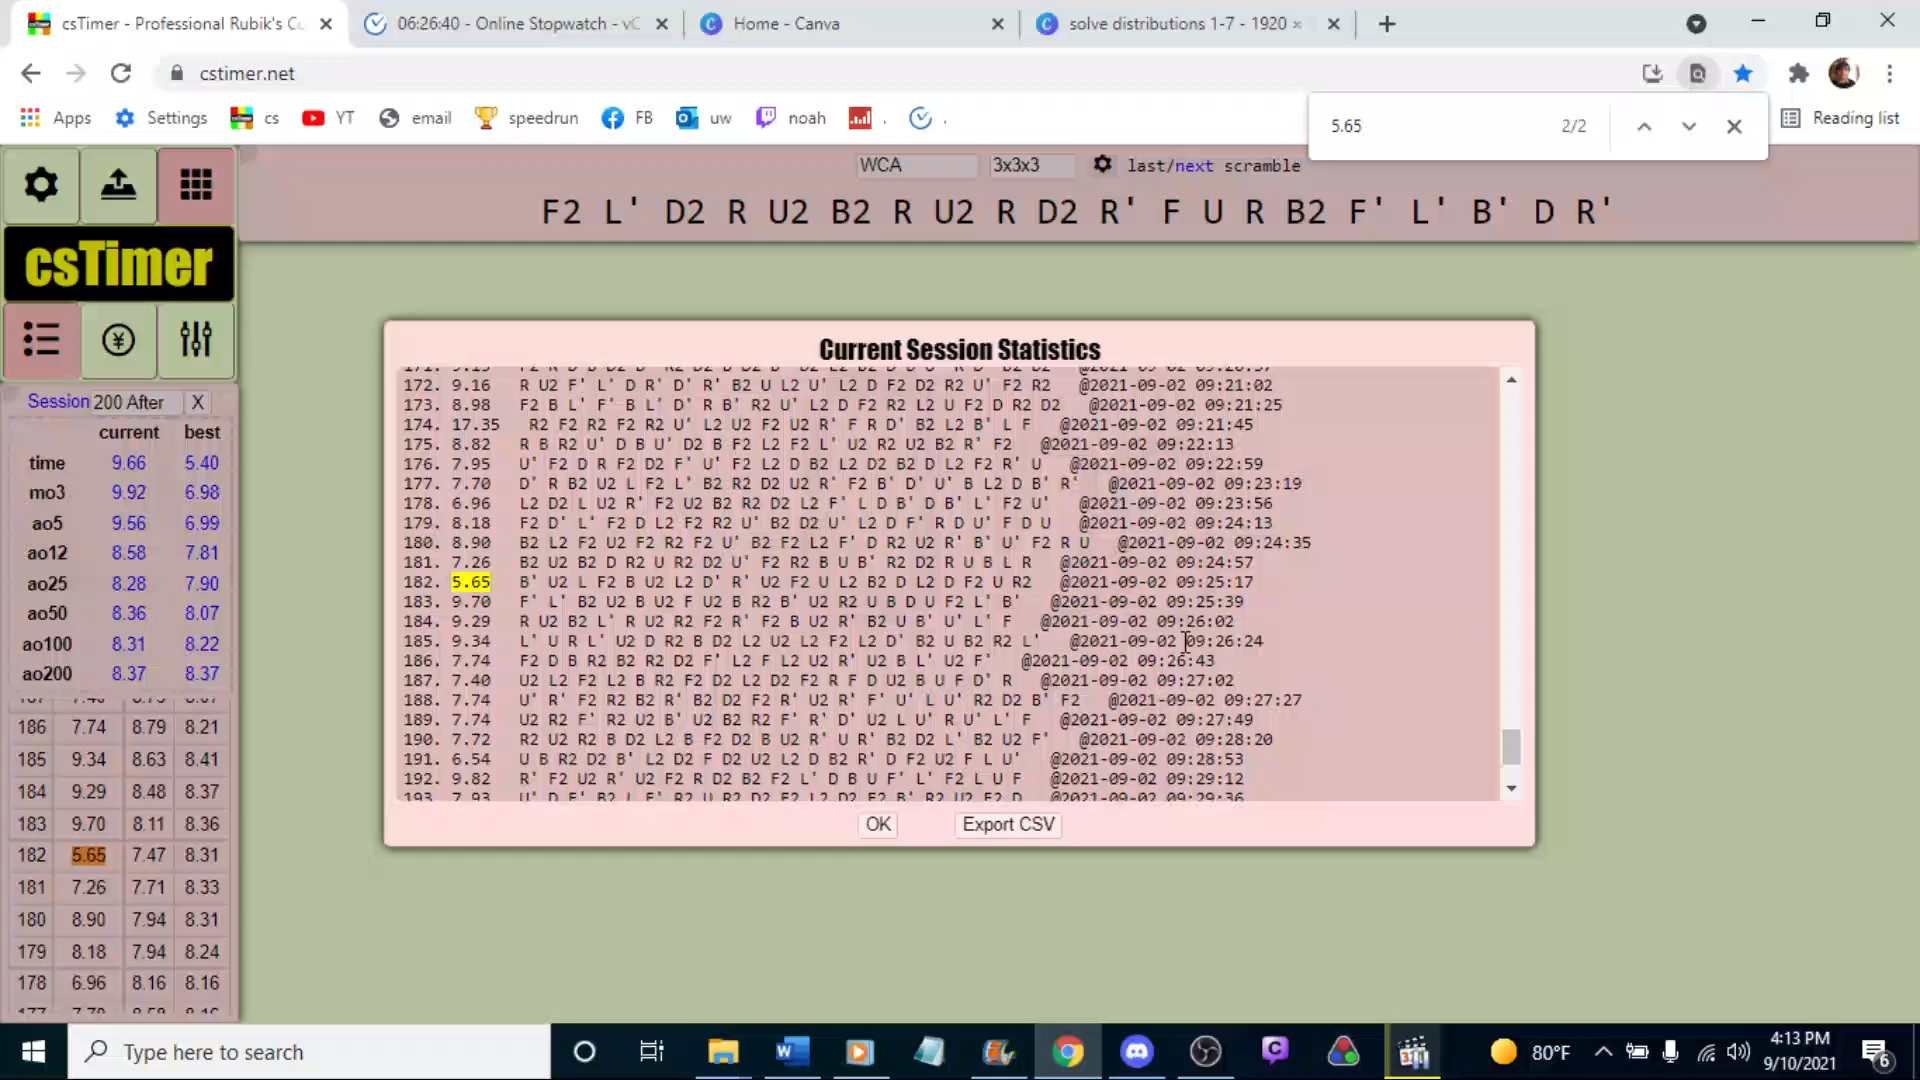 csTimer - Professional Rubik's Cu
06:26:40 - Online Stopwatch - vC
Home - Canva
solve distributions 1-7 - 1920 ×
cstimer.net
Apps
Settings
cs
YT
email
speedrun
FB
uw
noah
.
.
5.65
2/2
Reading list
WCA
3x3x3
last/next scramble
F2 L' D2 R U2 B2 R U2 R D2 R' F U R B2 F' L' B' D R'
csTimer
Session 200 After X
current best
time 9.66 5.40
mo3 9.92 6.98
ao5 9.56 6.99
ao12 8.58 7.81
ao25 8.28 7.90
ao50 8.36 8.07
ao100 8.31 8.22
ao200 8.37 8.37
186 7.74 8.79 8.21
185 9.34 8.63 8.41
184 9.29 8.48 8.37
183 9.70 8.11 8.36
182 5.65 7.47 8.31
181 7.26 7.71 8.33
180 8.90 7.94 8.31
179 8.18 7.94 8.24
178 6.96 8.16 8.16
Current Session Statistics
172. 9.16 R U2 F' L' D R' D' R' B2 U L2 U' L2 D F2 D2 R2 U' F2 R2 @2021-09-02 09:21:02
173. 8.98 F2 B L' F' B L' D' R B' R2 U' L2 D F2 R2 L2 U F2 D R2 D2 @2021-09-02 09:21:25
174. 17.35 R2 F2 R2 F2 R2 U' L2 U2 F2 U2 R' F R D' B2 L2 B' L F @2021-09-02 09:21:45
175. 8.82 R B R2 U' D B U' D2 B F2 L2 F2 L' U2 R2 U2 B2 R' F2 @2021-09-02 09:22:13
176. 7.95 U' F2 D R F2 D2 F' U' F2 L2 D B2 L2 D2 B2 D L2 F2 R' U @2021-09-02 09:22:59
177. 7.70 D' R B2 U2 L F2 L' B2 R2 D2 U2 R' F2 B' D' U' B L2 D B' R' @2021-09-02 09:23:19
178. 6.96 L2 D2 L U2 R' F2 U2 B2 R2 D2 L2 F' L D B' D B' L' F2 U' @2021-09-02 09:23:56
179. 8.18 F2 D' L' F2 D L2 F2 R2 U' B2 D2 U' L2 D F' R D U' F D U @2021-09-02 09:24:13
180. 8.90 B2 L2 F2 U2 F2 R2 F2 U' B2 F2 L2 F' D R2 U2 R' B' U' F2 R U @2021-09-02 09:24:35
181. 7.26 B2 U2 B2 D R2 U R2 D2 U' F2 R2 B U B' R2 D2 R U B L R @2021-09-02 09:24:57
182. 5.65 B' U2 L F2 B U2 L2 D' R' U2 F2 U L2 B2 D L2 D F2 U R2 @2021-09-02 09:25:17
183. 9.70 F' L' B2 U2 B U2 F U2 B R2 B' U2 R2 U B D U F2 L' B' @2021-09-02 09:25:39
184. 9.29 R U2 B2 L' R U2 R2 F2 R' F2 B U2 R' B2 U B' U' L' F @2021-09-02 09:26:02
185. 9.34 L' U R L' U2 D R2 B D2 L2 U2 L2 F2 L2 D' B2 U B2 R2 L' @2021-09-02 09:26:24
186. 7.74 F2 D B R2 B2 R2 D2 F' L2 F L2 U2 R' U2 B L' U2 F' @2021-09-02 09:26:43
187. 7.40 U2 L2 F2 L2 B R2 F2 D2 L2 D2 F2 R F D U2 B U F D' R @2021-09-02 09:27:02
188. 7.74 U' R' F2 R2 B2 R' B2 D2 F2 R' U2 R' F' U' L U' R2 D2 B' F2 @2021-09-02 09:27:27
189. 7.74 U2 R2 F' R2 U2 B' U2 B2 R2 F' R' D' U2 L U' R U' L' F @2021-09-02 09:27:49
190. 7.72 R2 U2 R2 B D2 L2 B F2 D2 B U2 R' U R' B2 D2 L' B2 U2 F' @2021-09-02 09:28:20
191. 6.54 U B R2 D2 B' L2 D2 F D2 U2 L2 D B2 R' D F2 U2 F L U' @2021-09-02 09:28:53
192. 9.82 R' F2 U2 R' U2 F2 R D2 B2 F2 L' D B U F' L' F2 L U F @2021-09-02 09:29:12
193. 7.93 U' D F' B2 L F' R2 U R2 D2 F2 L2 D2 F2 B' R2 U2 F2 D @2021-09-02 09:29:36
OK
Export CSV
Type here to search
80°F
4:13 PM
9/10/2021
6